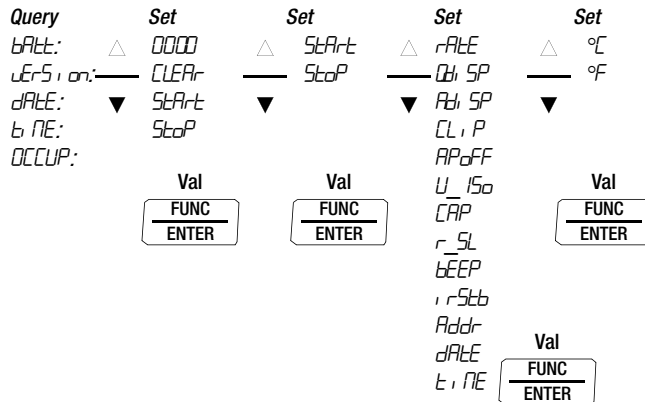 Query Set Set Set Set
bAtt: △ 0000 △ StArt △ rAtE △ °C
uErSion: CLEAr StoP 0diSP °F
dAtE: ▼ StArt ▼ ▼ AdiSP ▼
tiME: StoP CLiP
OCCUP: APoFF
Val Val U_ISo Val
FUNC FUNC CAP FUNC
ENTER ENTER r_SL ENTER
bEEP
irStb
Addr
dAtE Val
tiME FUNC
ENTER